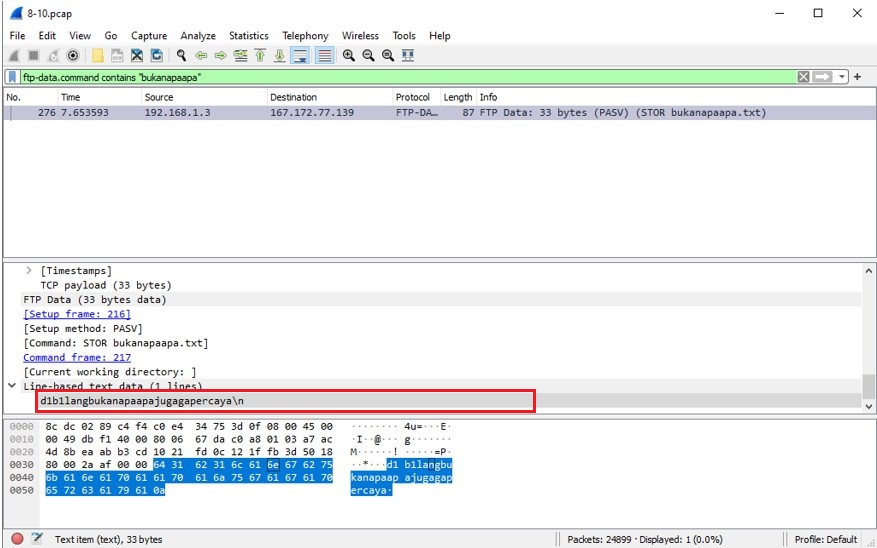 8-10.pcap
File Edit View Go Capture Analyze Statistics Telephony Wireless Tools Help
ftp-data.command contains "bukanapaapa"
No. Time Source Destination Protocol Length Info
276 7.653593 192.168.1.3 167.172.77.139 FTP-DA… 87 FTP Data: 33 bytes (PASV) (STOR bukanapaapa.txt)
[Timestamps]
TCP payload (33 bytes)
FTP Data (33 bytes data)
[Setup frame: 216]
[Setup method: PASV]
[Command: STOR bukanapaapa.txt]
Command frame: 217
[Current working directory: ]
Line-based text data (1 lines)
d1b1langbukanapaapajugagapercaya\n
0000 8c dc 02 89 c4 f4 c0 e4 34 75 3d 0f 08 00 45 00 ········ 4u=···E·
0010 00 49 db f1 40 00 80 06 67 da c0 a8 01 03 a7 ac ·I··@··· g·······
0020 4d 8b ea ab b3 cd 10 21 fd 0c 12 1f fb 3d 50 18 M······! ·····=P·
0030 80 00 2a af 00 00 64 31 62 31 6c 61 6e 67 62 75 ··*···d1 b1langbu
0040 6b 61 6e 61 70 61 61 70 61 6a 75 67 61 67 61 70 kanapaap ajugagap
0050 65 72 63 61 79 61 0a ercaya·
Text item (text), 33 bytes Packets: 24899 · Displayed: 1 (0.0%) Profile: Default